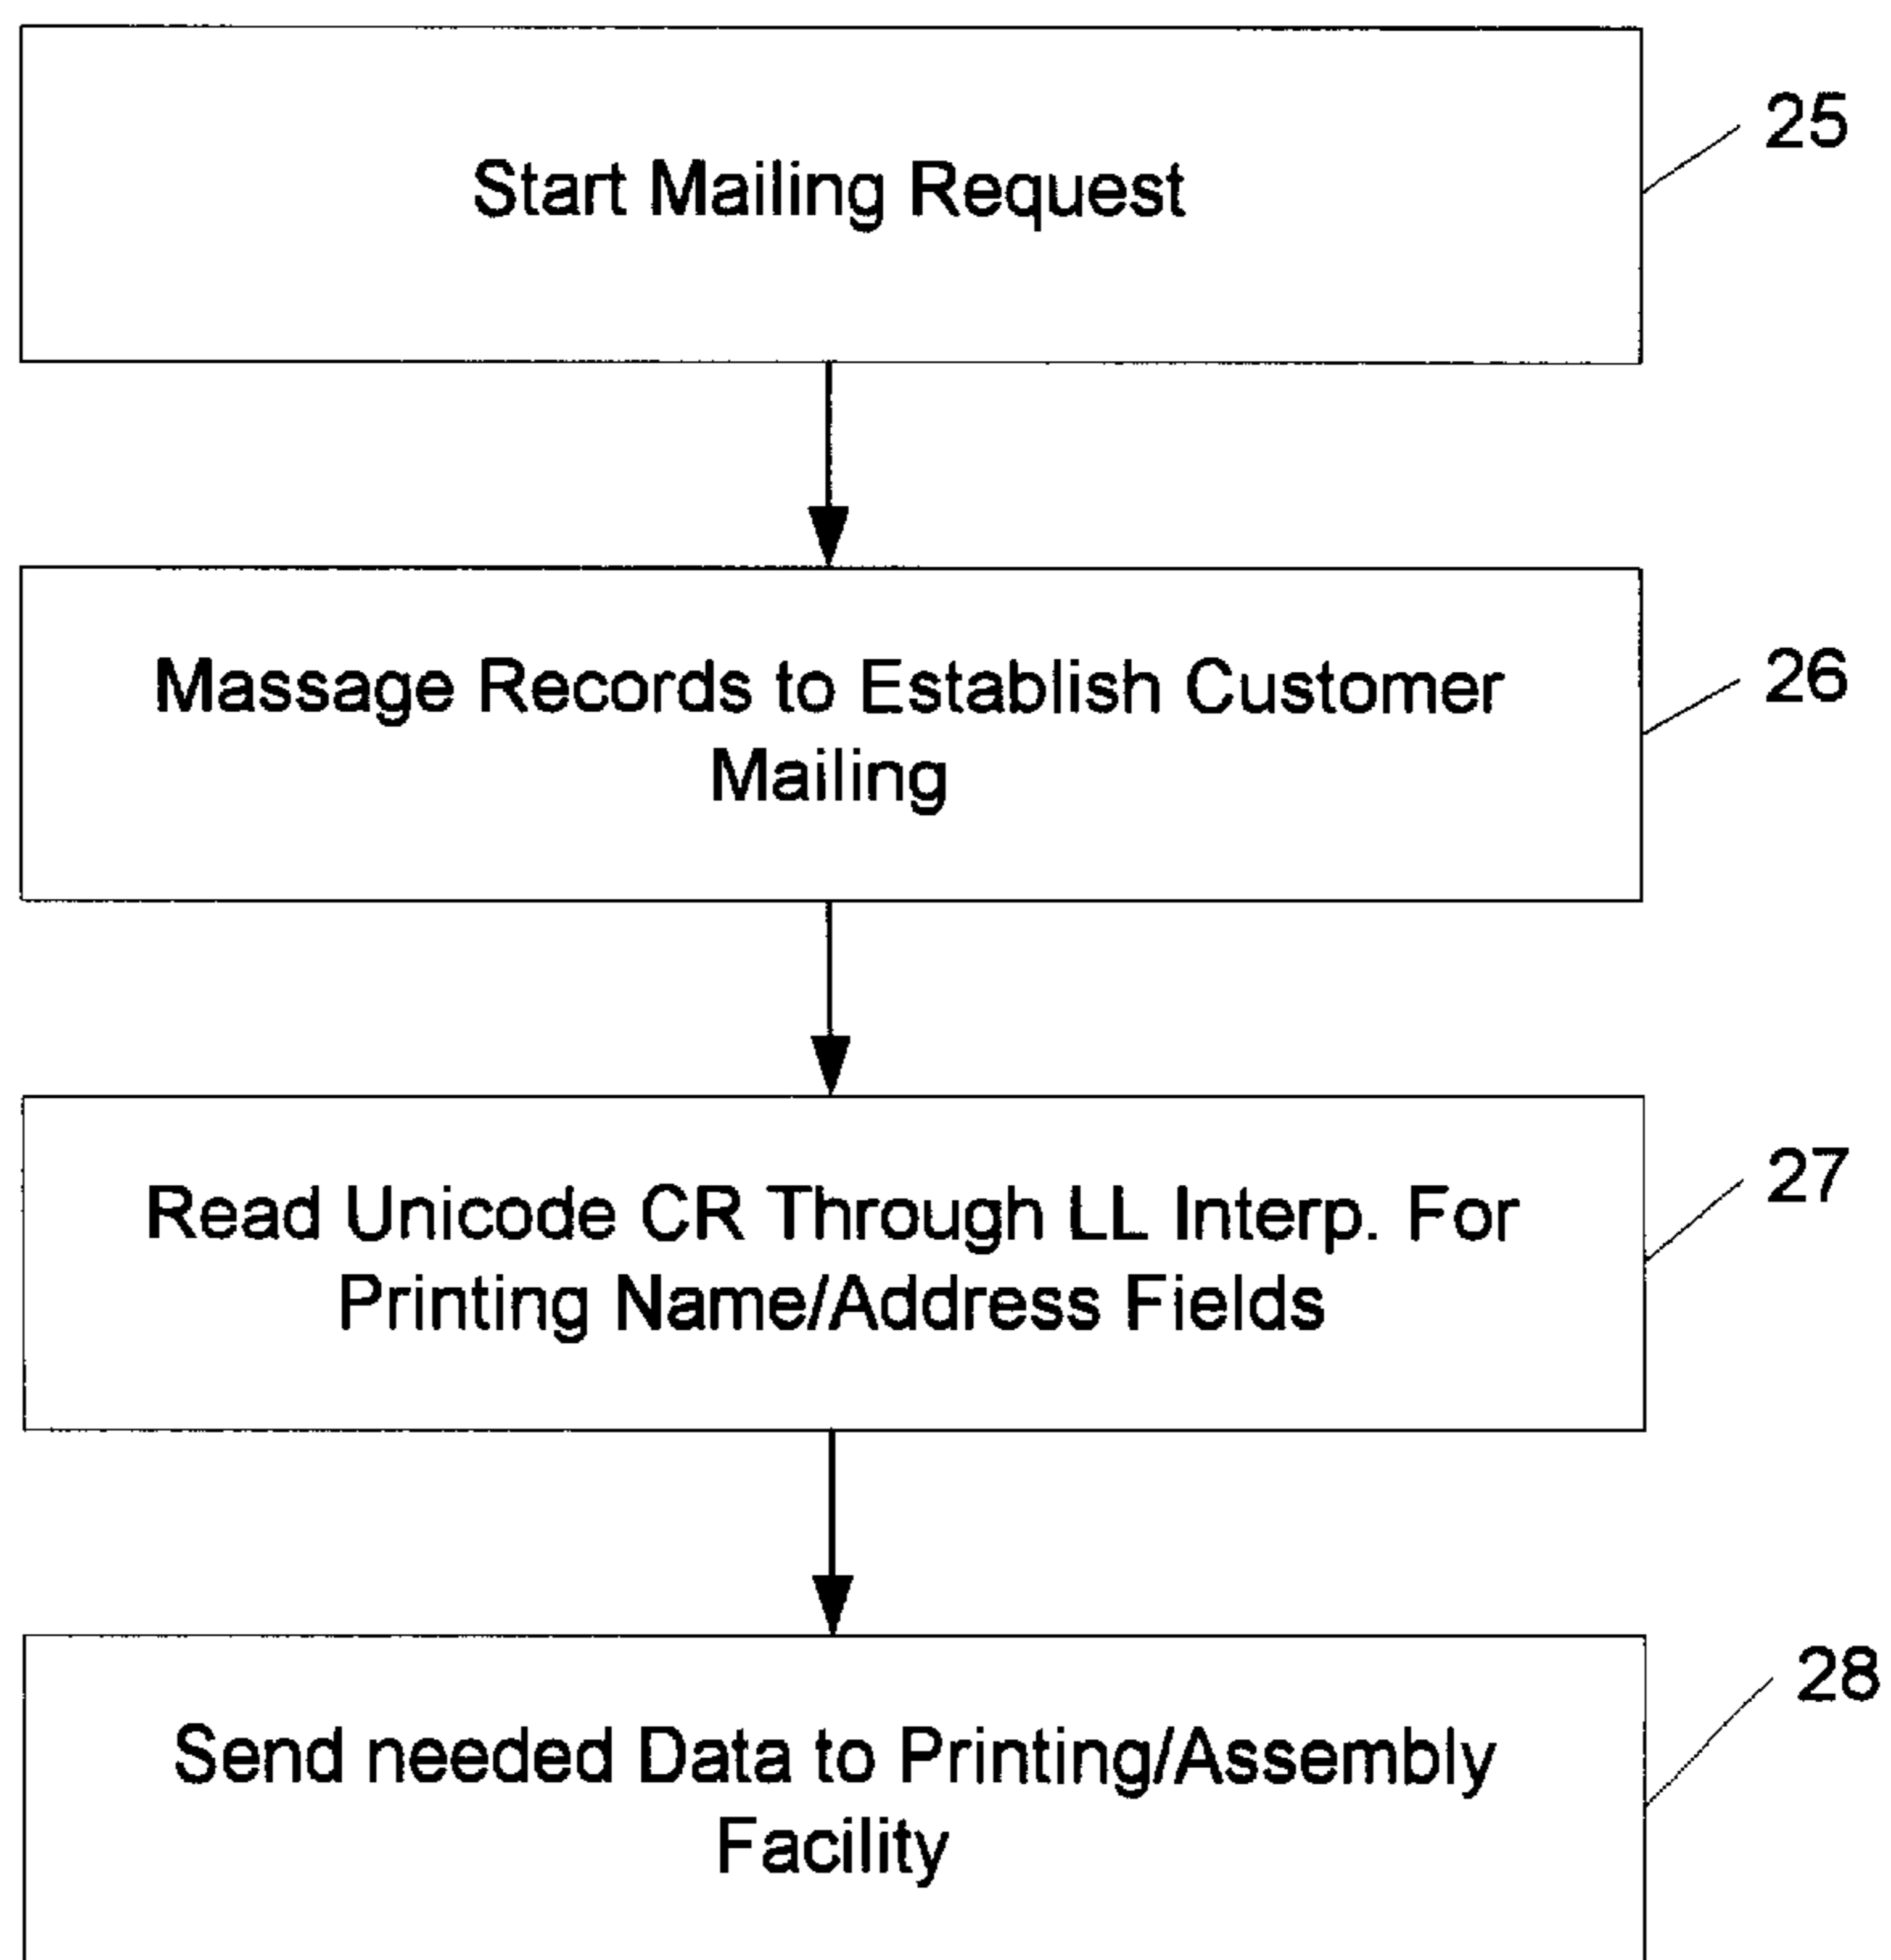 Start Mailing Request
25
Massage Records to Establish Customer
Mailing
26
Read Unicode CR Through LL Interp. For
Printing Name/Address Fields
27
Send needed Data to Printing/Assembly
Facility
28